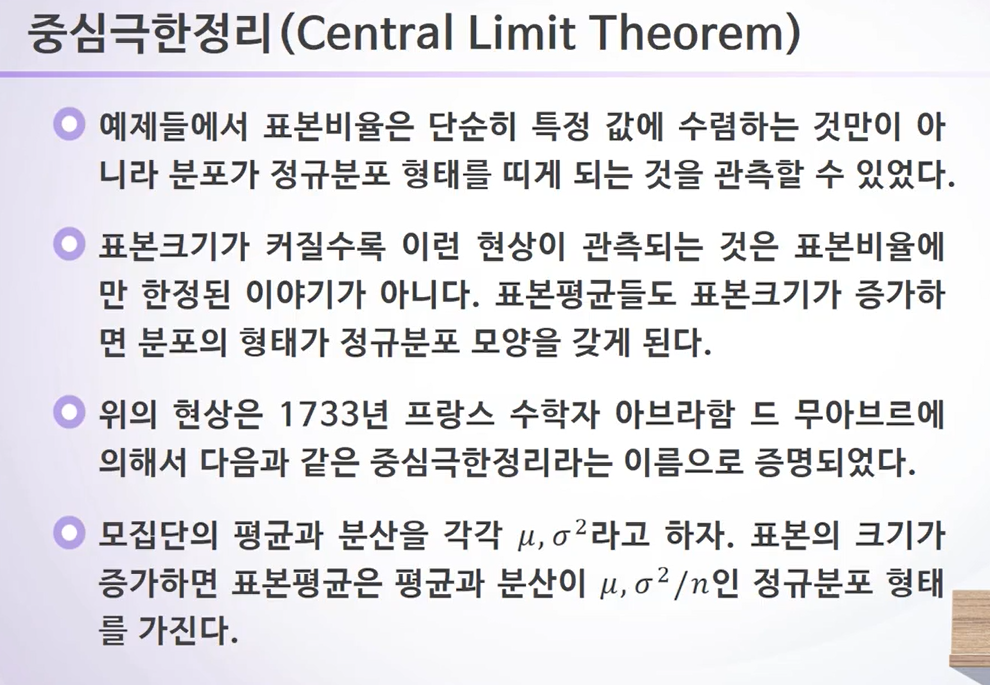 중심극한정리(Central Limit Theorem)
예제들에서 표본비율은 단순히 특정 값에 수렴하는 것만이 아
니라 분포가 정규분포 형태를 띠게 되는 것을 관측할 수 있었다.
표본크기가 커질수록 이런 현상이 관측되는 것은 표본비율에
만 한정된 이야기가 아니다. 표본평균들도 표본크기가 증가하
면 분포의 형태가 정규분포 모양을 갖게 된다.
위의 현상은 1733년 프랑스 수학자 아브라함 드 무아브르에
의해서 다음과 같은 중심극한정리라는 이름으로 증명되었다.
모집단의 평균과 분산을 각각 μ, σ²라고 하자. 표본의 크기가
증가하면 표본평균은 평균과 분산이 μ, σ²/n인 정규분포 형태
를 가진다.